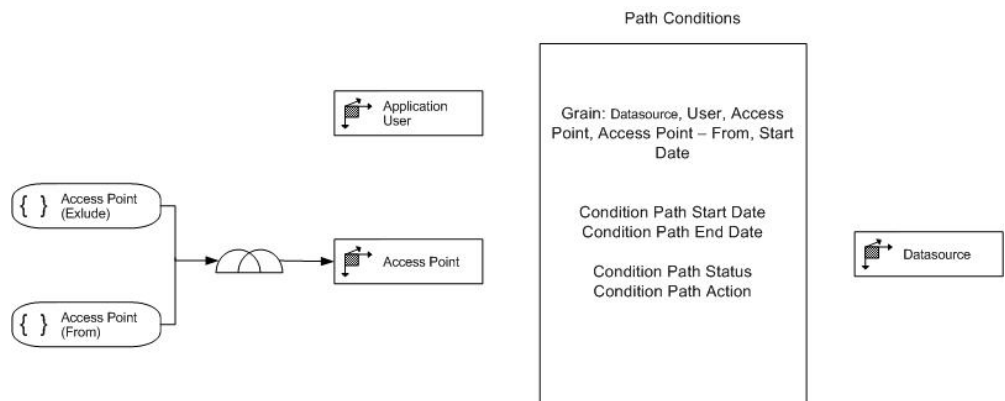 Path Conditions
Application
User
Grain: Datasource, User, Access
Point, Access Point – From, Start
Date
{ } Access Point
(Exlude)
Condition Path Start Date
Condition Path End Date
Access Point
Datasource
Condition Path Status
Condition Path Action
{ } Access Point
(From)